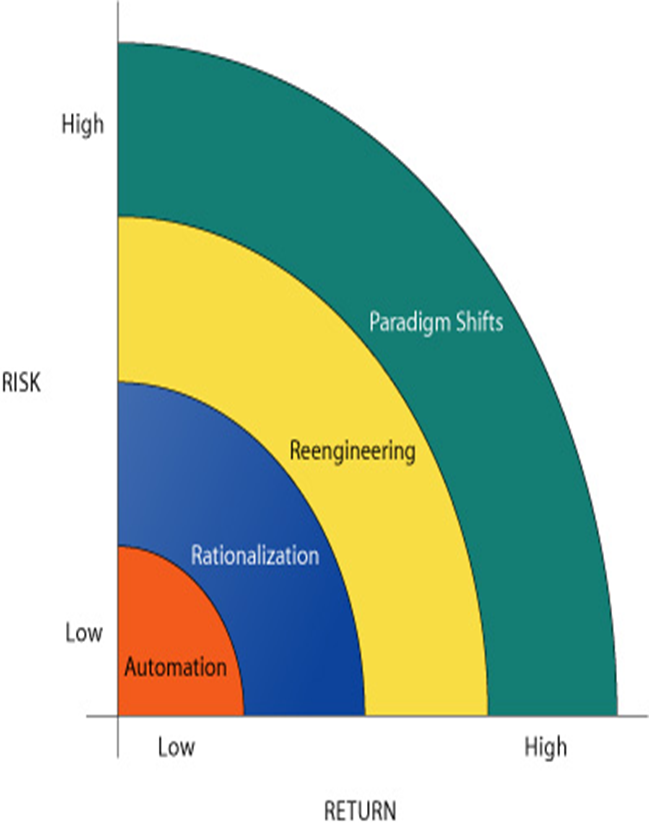 High
Paradigm Shifts
RISK
Reengineering
Rationalization
Low
Automation
Low
High
RETURN